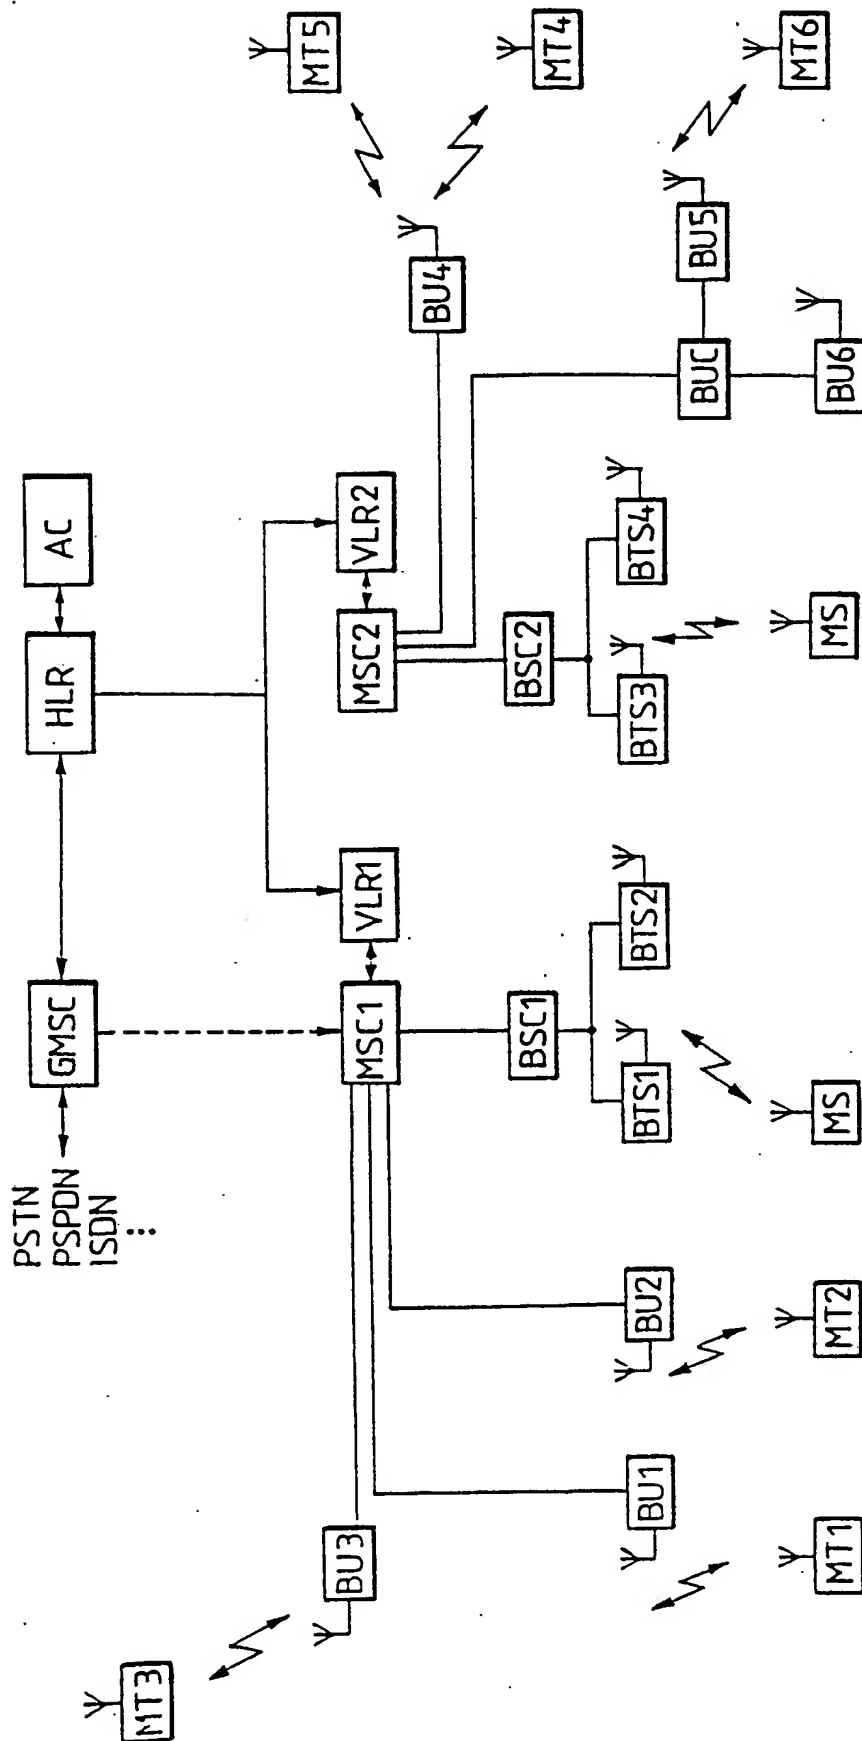 PSTN
PSPDN
ISDN
...
GMSC
HLR
AC
MSC1
VLR1
MSC2
VLR2
MT3
BU3
BU1
BU2
BSC1
BTS1
BTS2
BSC2
BTS3
BTS4
BU4
MT5
MT4
BUC
BU5
BU6
MT6
MT1
MT2
MS
MS